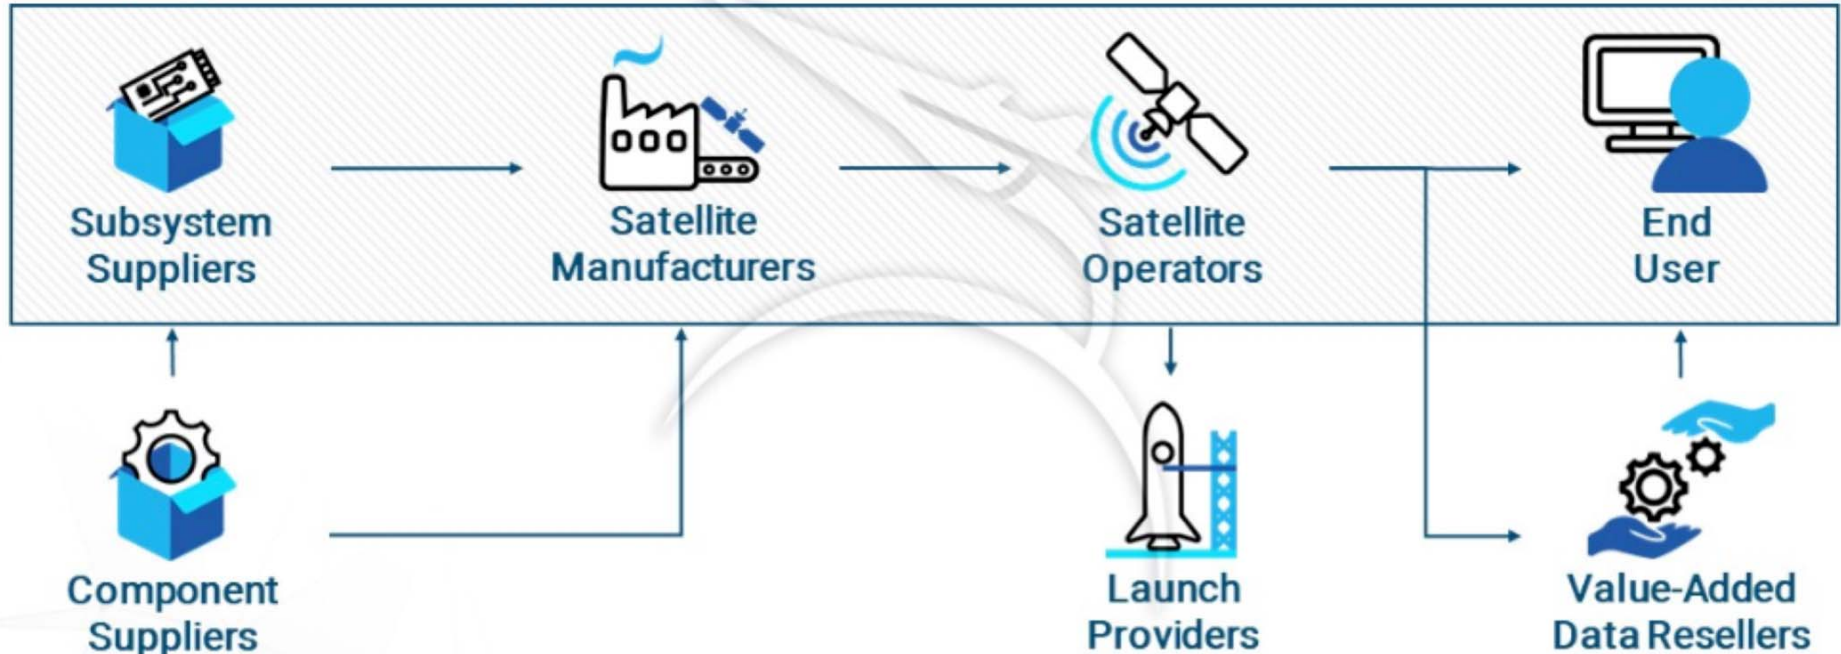 Subsystem
Suppliers
Satellite
Manufacturers
Satellite
Operators
End
User
Component
Suppliers
Launch
Providers
Value-Added
Data Resellers